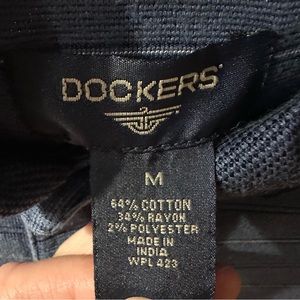 DOCKERS
M
64% COTTON
34% RAYON
2% POLYESTER
MADE IN
INDIA
WPL 423